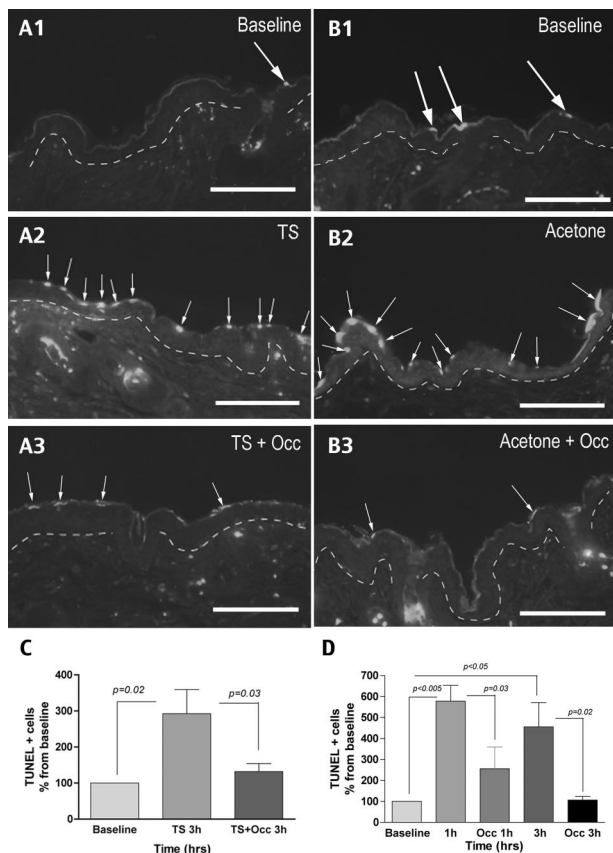 A1 Baseline
B1 Baseline
A2 TS
B2 Acetone
A3 TS + Occ
B3 Acetone + Occ
C
TUNEL + cells
% from baseline
400
300
200
100
0
p=0.02
p=0.03
Baseline TS 3h TS+Occ 3h
Time (hrs)
D
TUNEL + cells
% from baseline
700
600
500
400
300
200
100
0
p<0.05
p<0.005
p=0.03
p=0.02
Baseline 1h Occ 1h 3h Occ 3h
Time (hrs)